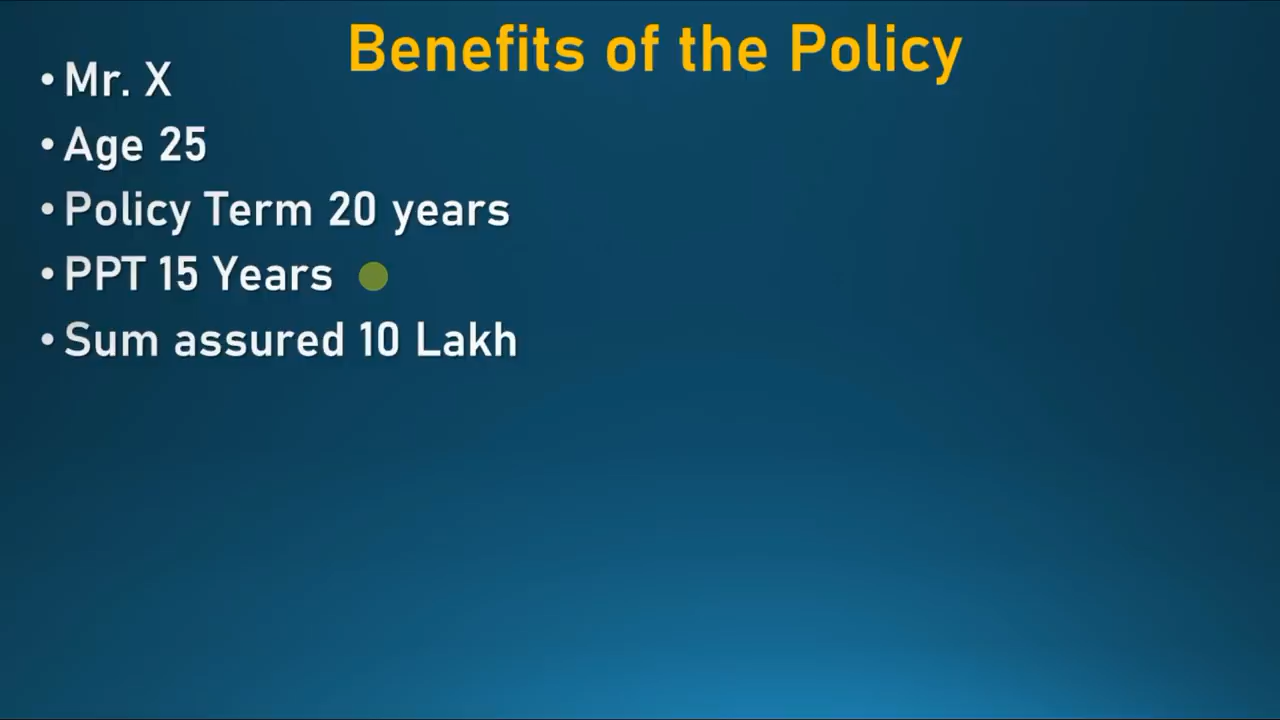 Benefits of the Policy
• Mr. X
• Age 25
• Policy Term 20 years
• PPT 15 Years
• Sum assured 10 Lakh